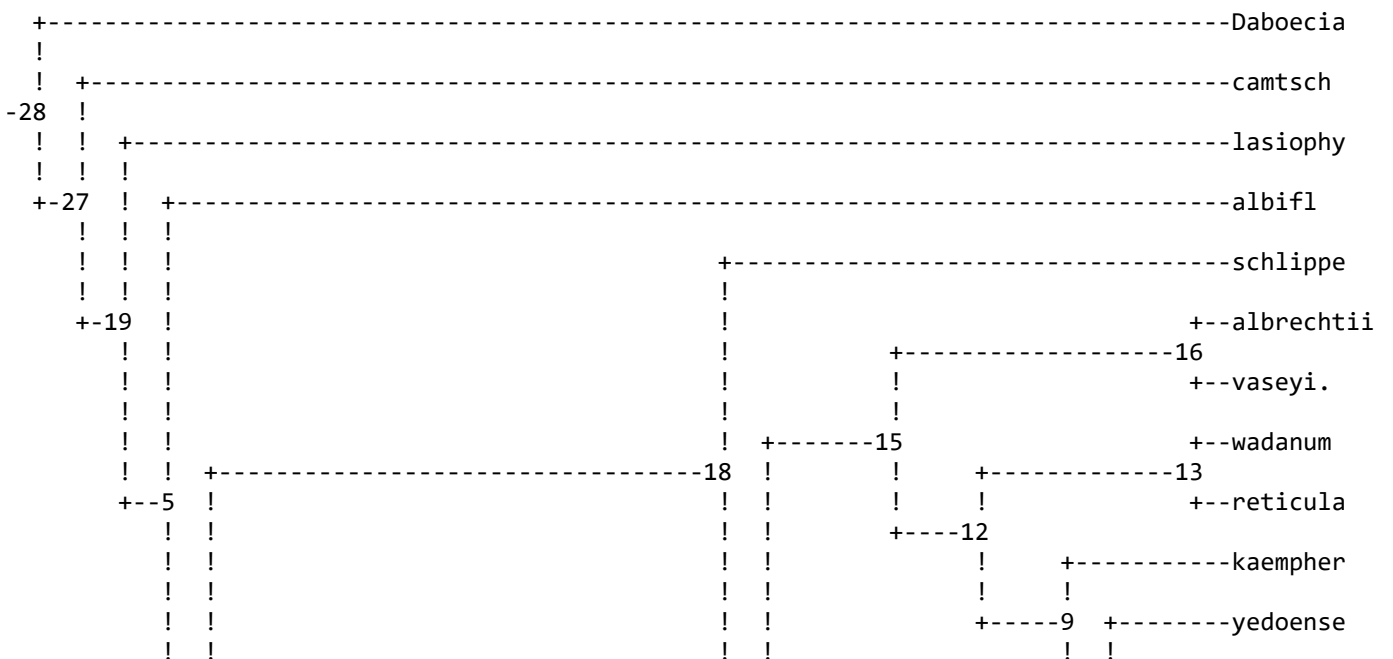 +--------------------------------------------------------------------------------Daboecia
!
! +-----------------------------------------------------------------------------camtsch
-28 !
! ! +--------------------------------------------------------------------------lasiophy
! ! !
+-27 ! +-----------------------------------------------------------------------albifl
! ! !
! ! ! +----------------------------------schlippe
! ! ! !
+-19 ! ! +--albrechtii
! ! ! +-------------------16
! ! ! ! +--vaseyi.
! ! ! !
! ! ! +-------15 +--wadanum
! ! +----------------------------------18 ! ! +-------------13
+--5 ! ! ! ! ! +--reticula
! ! ! ! +----12
! ! ! ! ! +-----------kaempher
! ! ! ! ! !
! ! ! ! +-----9 +--------yedoense
! ! ! ! ! !